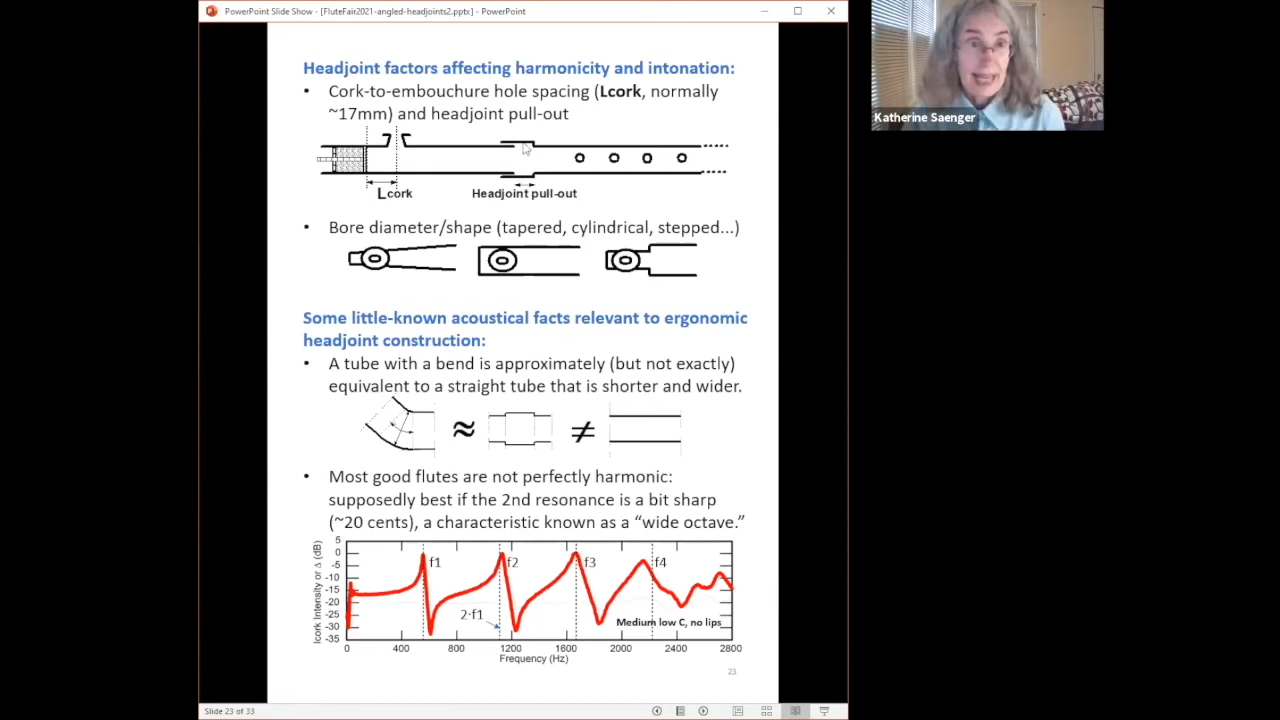 PowerPoint Slide Show - [FluteFair2021-angled-headjoints2.pptx] - PowerPoint
Katherine Saenger
Headjoint factors affecting harmonicity and intonation:
• Cork-to-embouchure hole spacing (Lcork, normally
~17mm) and headjoint pull-out
Lcork
Headjoint pull-out
• Bore diameter/shape (tapered, cylindrical, stepped...)
Some little-known acoustical facts relevant to ergonomic
headjoint construction:
• A tube with a bend is approximately (but not exactly)
equivalent to a straight tube that is shorter and wider.
≈ ≠
• Most good flutes are not perfectly harmonic:
supposedly best if the 2nd resonance is a bit sharp
(~20 cents), a characteristic known as a “wide octave.”
Icork Intensity or Δ (dB)
5
0
-5
-10
-15
-20
-25
-30
-35
f1
f2
f3
f4
2·f1
Medium low C, no lips
0 400 800 1200 1600 2000 2400 2800
Frequency (Hz)
23
Slide 23 of 33